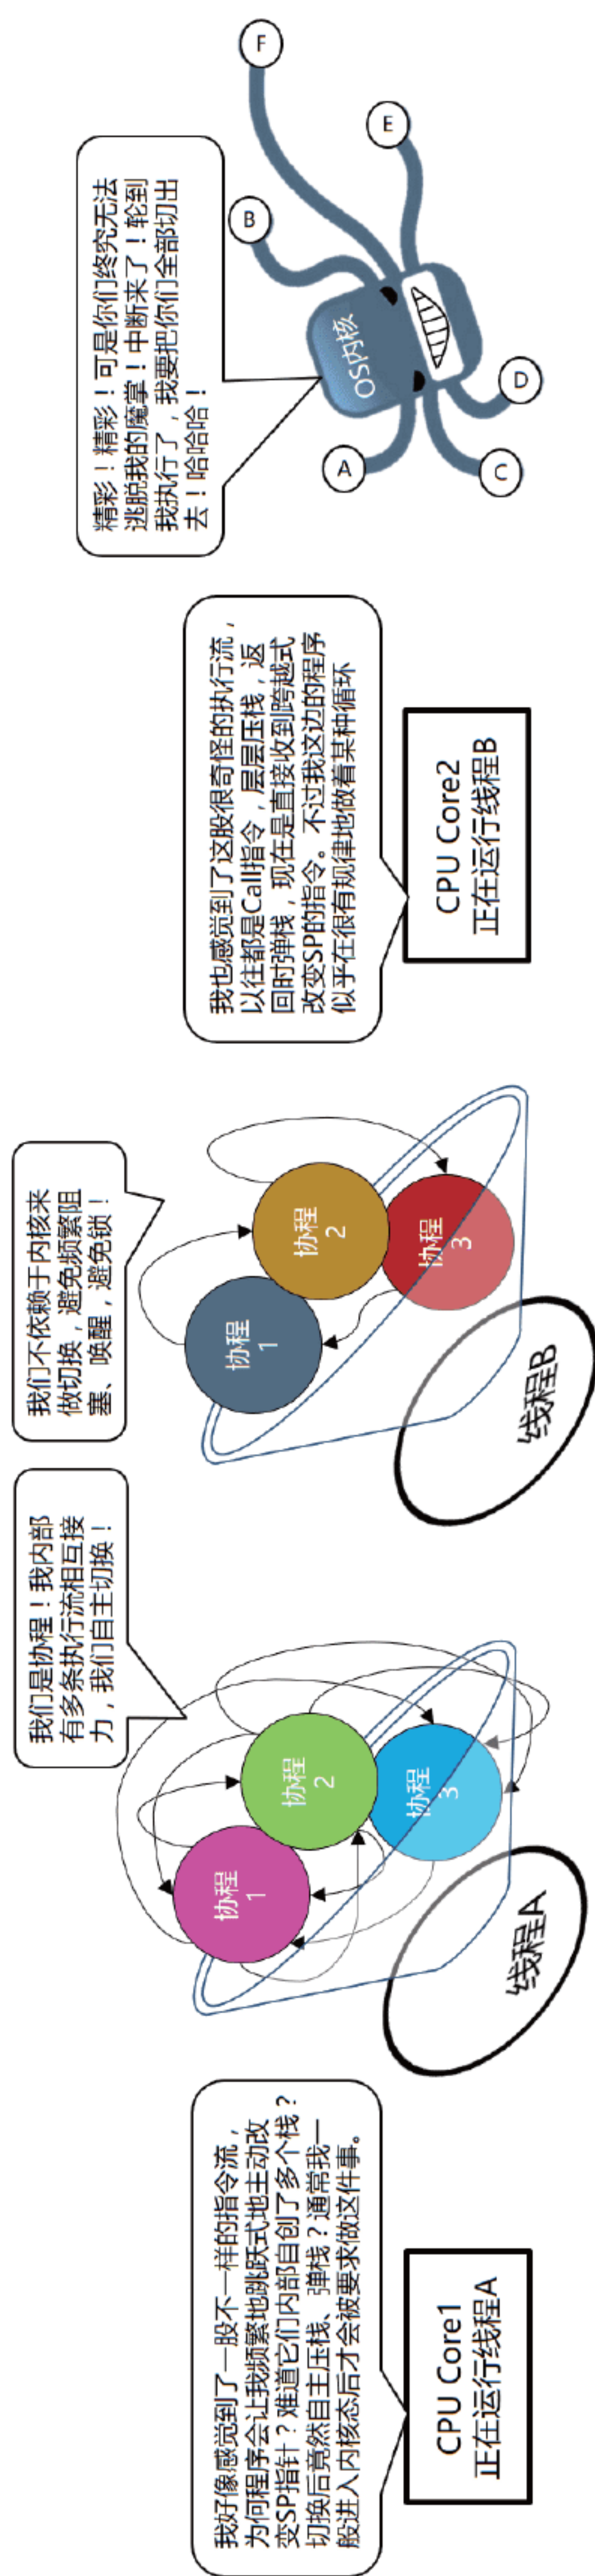 我好像感觉到了一股不一样的指令流，
为何程序会让我频繁地跳跃式地主动改
变SP指针？难道它们内部自创了多个栈？
切换后竟然自主压栈、弹栈？通常我一
般进入内核态后才会被要求做这件事。
CPU Core1
正在运行线程A
我们是协程！我内部
有多条执行流相互接
力，我们自主切换！
协程
1
协程
2
协程
3
线程A
我们不依赖于内核来
做切换，避免频繁阻
塞、唤醒，避免锁！
协程
1
协程
2
协程
3
线程B
我也感觉到了这股很奇怪的执行流，
以往都是Call指令，层层压栈，返
回时弹栈，现在是直接收到跨越式
改变SP的指令。不过我这边的程序
似乎在很有规律地做着某种循环
CPU Core2
正在运行线程B
精彩！精彩！可是你们终究无法
逃脱我的魔掌！中断来了！轮到
我执行了，我要把你们全部切出
去！哈哈哈哈！
OS内核
A
B
C
D
E
F